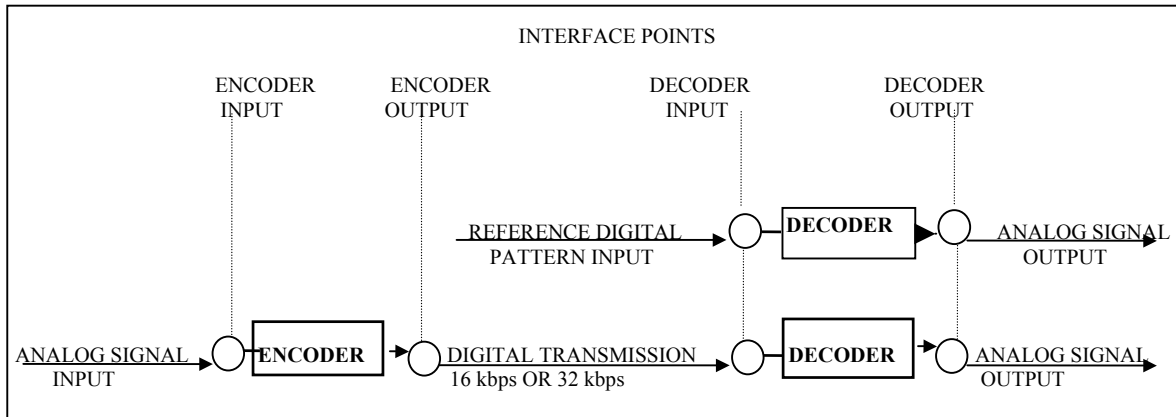 INTERFACE POINTS
ENCODER
INPUT
ENCODER
OUTPUT
DECODER
INPUT
DECODER
OUTPUT
REFERENCE DIGITAL
PATTERN INPUT
DECODER
ANALOG SIGNAL
OUTPUT
ANALOG SIGNAL
INPUT
ENCODER
DIGITAL TRANSMISSION
16 kbps OR 32 kbps
DECODER
ANALOG SIGNAL
OUTPUT